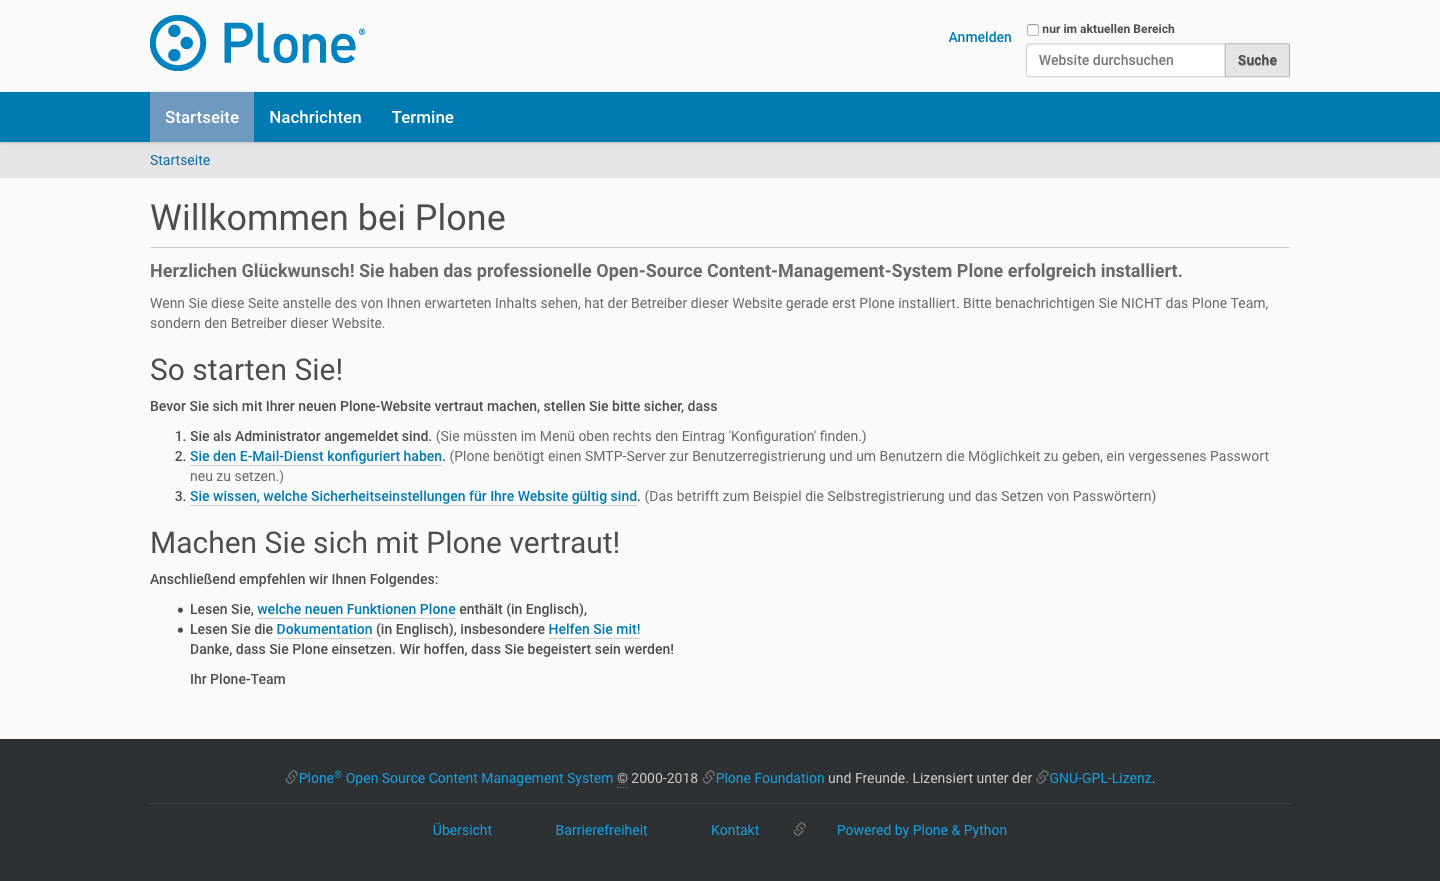 Plone®
Anmelden
nur im aktuellen Bereich
Website durchsuchen
Suche
Startseite
Nachrichten
Termine
Startseite
Willkommen bei Plone
Herzlichen Glückwunsch! Sie haben das professionelle Open-Source Content-Management-System Plone erfolgreich installiert.
Wenn Sie diese Seite anstelle des von Ihnen erwarteten Inhalts sehen, hat der Betreiber dieser Website gerade erst Plone installiert. Bitte benachrichtigen Sie NICHT das Plone Team,
sondern den Betreiber dieser Website.
So starten Sie!
Bevor Sie sich mit Ihrer neuen Plone-Website vertraut machen, stellen Sie bitte sicher, dass
1. Sie als Administrator angemeldet sind. (Sie müssten im Menü oben rechts den Eintrag 'Konfiguration' finden.)
2. Sie den E-Mail-Dienst konfiguriert haben. (Plone benötigt einen SMTP-Server zur Benutzerregistrierung und um Benutzern die Möglichkeit zu geben, ein vergessenes Passwort
neu zu setzen.)
3. Sie wissen, welche Sicherheitseinstellungen für Ihre Website gültig sind. (Das betrifft zum Beispiel die Selbstregistrierung und das Setzen von Passwörtern)
Machen Sie sich mit Plone vertraut!
Anschließend empfehlen wir Ihnen Folgendes:
• Lesen Sie, welche neuen Funktionen Plone enthält (in Englisch),
• Lesen Sie die Dokumentation (in Englisch), insbesondere Helfen Sie mit!
Danke, dass Sie Plone einsetzen. Wir hoffen, dass Sie begeistert sein werden!
Ihr Plone-Team
Plone® Open Source Content Management System © 2000-2018 Plone Foundation und Freunde. Lizensiert unter der GNU-GPL-Lizenz.
Übersicht
Barrierefreiheit
Kontakt
Powered by Plone & Python